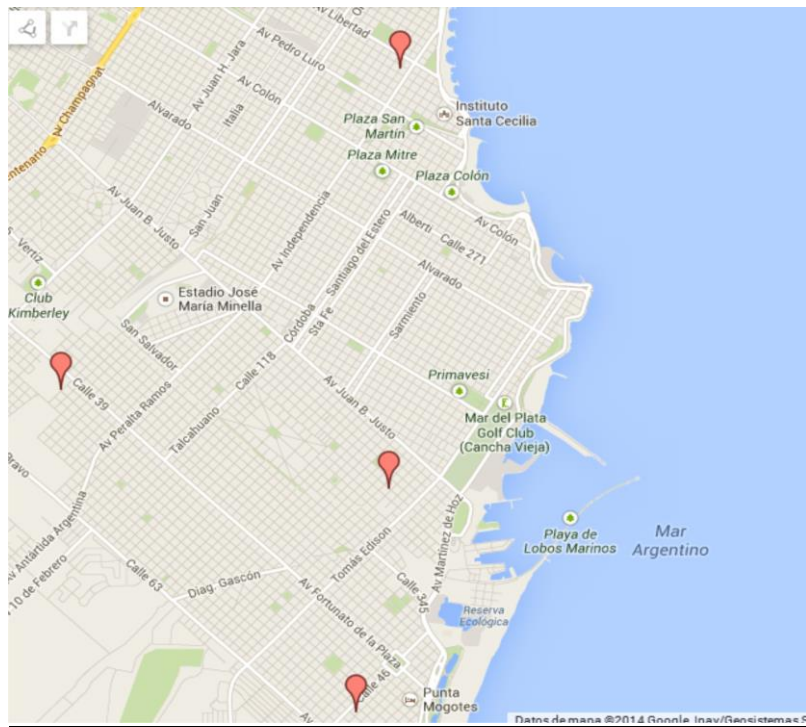 Av Libertad
Av Pedro Luro
Av Juan H. Jara
Av Colón
Italia
Av Champagnat
Alvarado
entenario
Instituto
Santa Cecilia
Plaza San
Martín
Plaza Mitre
Plaza Colón
Av Juan B. Justo
San Juan
Av Independencia
Santiago del Estero
Alberti
Calle 271
Av Colón
Alvarado
Vertiz
Estadio José
María Minella
Club
Kimberley
Córdoba
Sta Fe
Sarmiento
San Salvador
Calle 118
Primavesi
Calle 39
Av Peralta Ramos
Talcahuano
Av Juan B. Justo
Mar del Plata
Golf Club
(Cancha Vieja)
Bravo
Av Martínez de Hoz
Playa de
Lobos Marinos
Mar
Argentino
Av Antártida Argentina
10 de Febrero
Calle 63
Diag. Gascón
Tomás Edison
Calle 345
Av Fortunato de la Plaza
Reserva
Ecológica
Calle 46
Punta
Mogotes
Datos de mapa ©2014 Google, Inav/Geosistemas